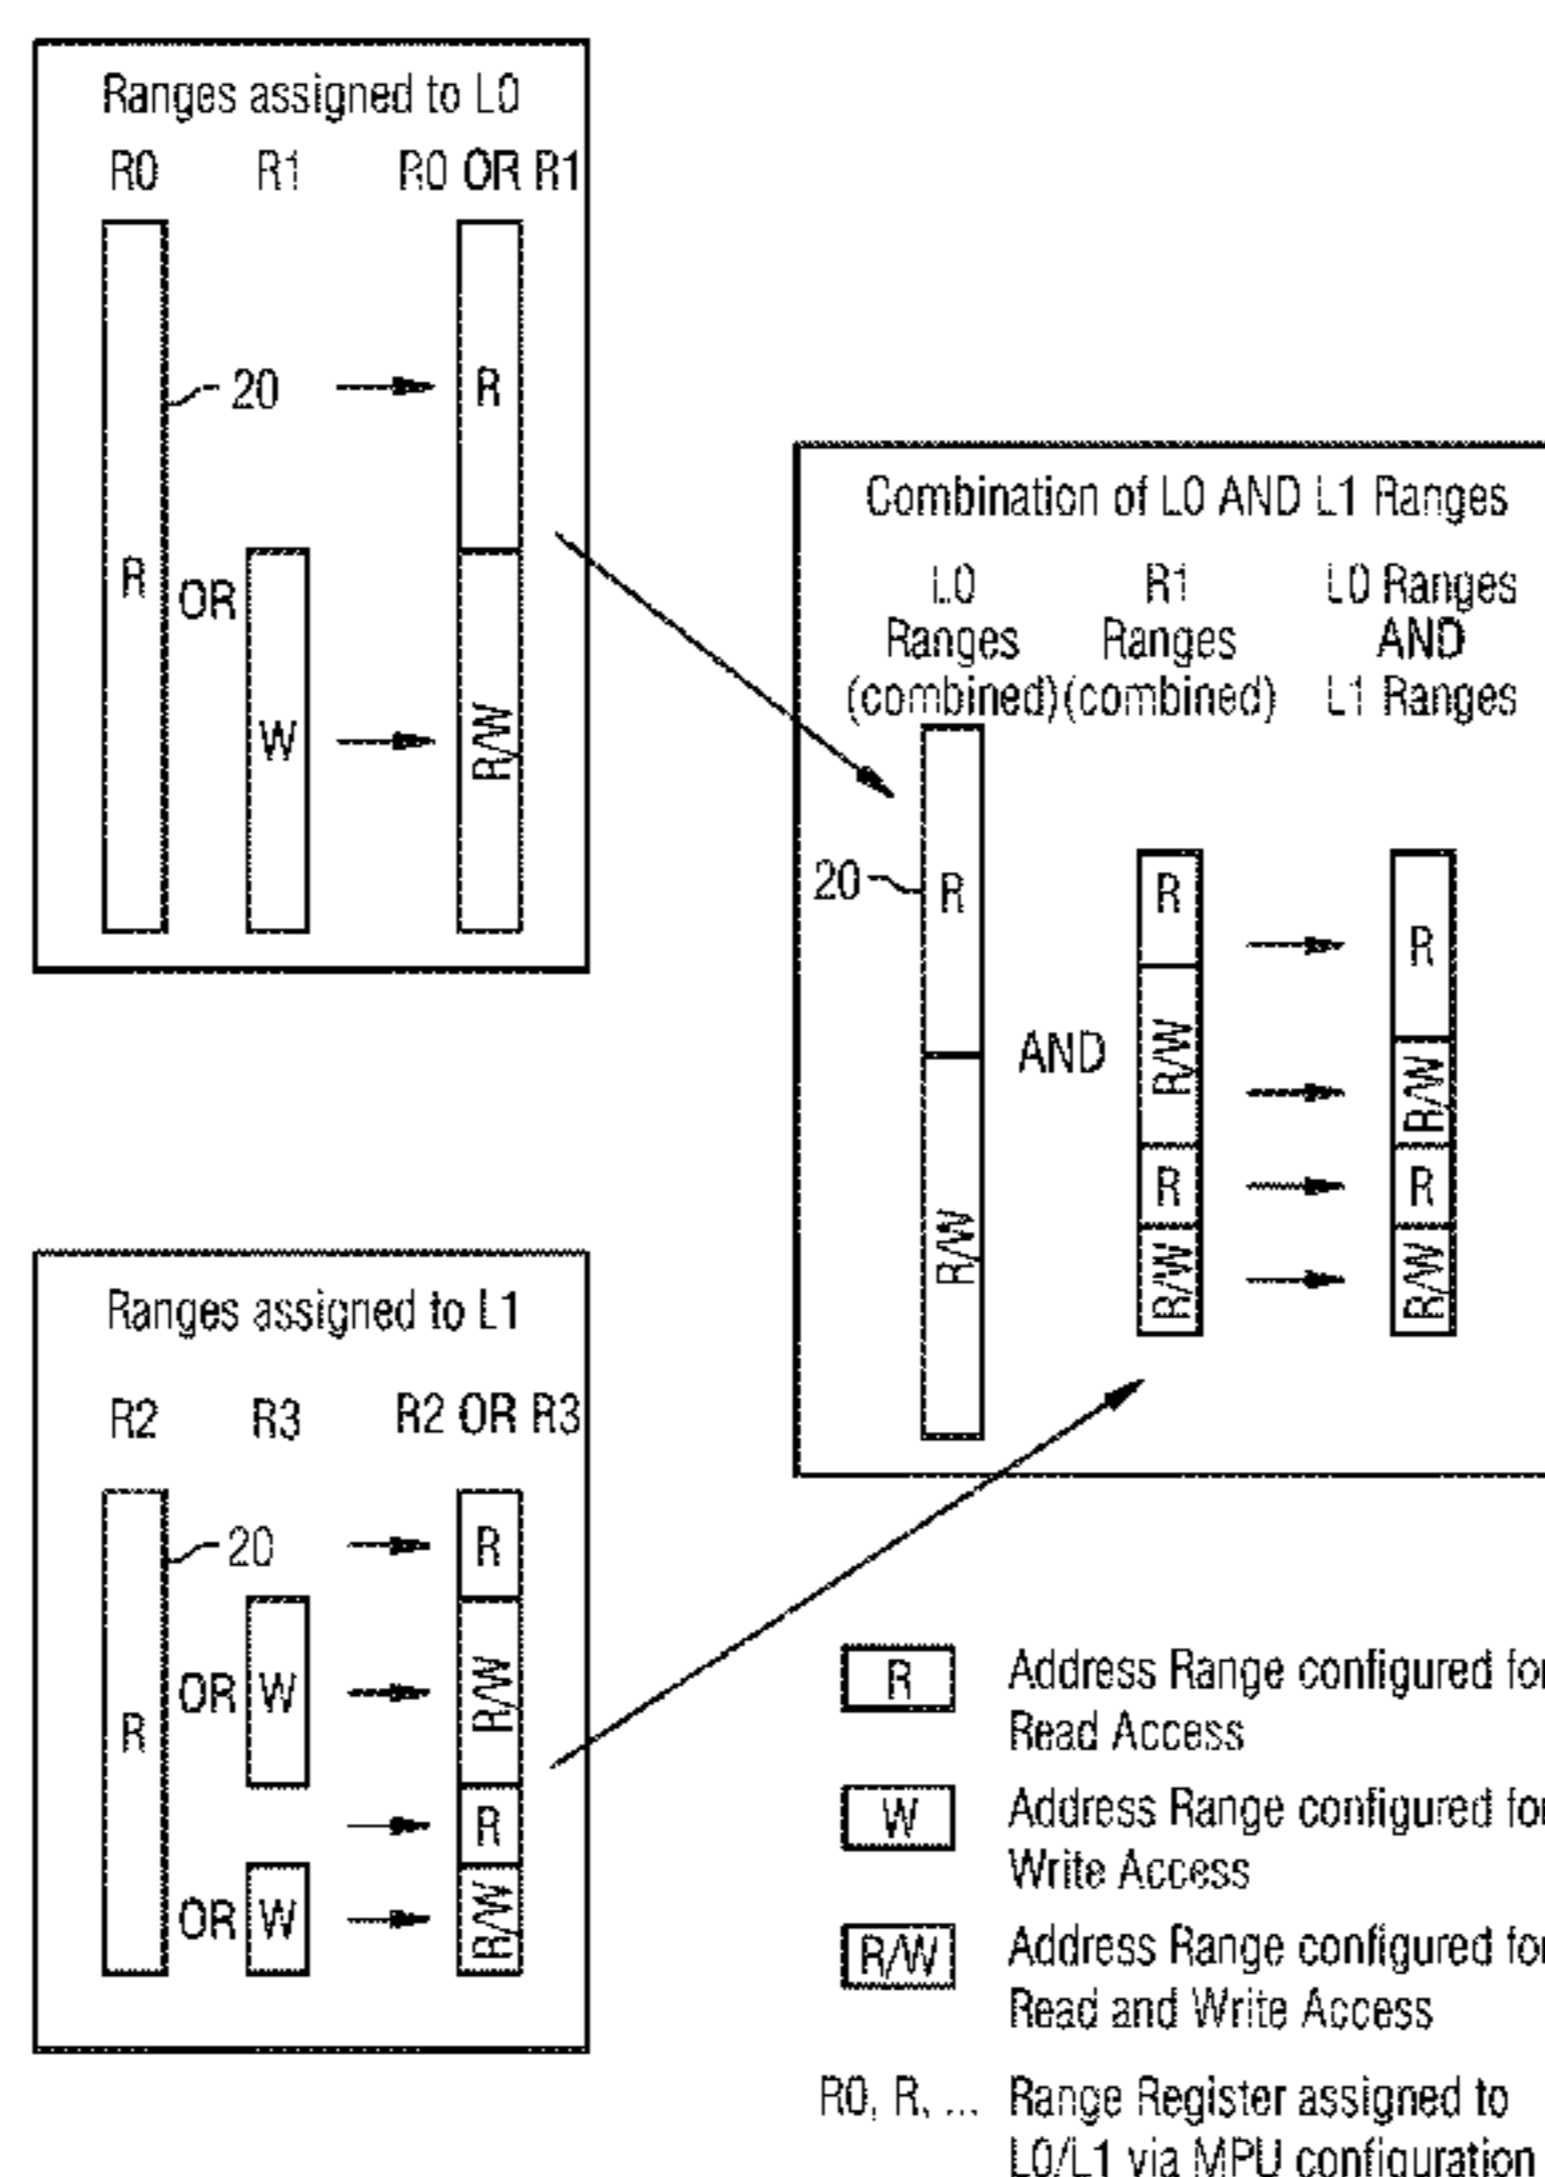 Ranges assigned to L0
R0 R1 R0 OR R1
20 R
R OR
W R/W
Combination of L0 AND L1 Ranges
L0 R1 L0 Ranges
Ranges Ranges AND
(combined) (combined) L1 Ranges
20 R R R
AND R/W R/W
R R
R/W R/W R/W
Ranges assigned to L1
R2 R3 R2 OR R3
20 R
R OR W R/W
R
OR W R/W
R Address Range configured for
Read Access
W Address Range configured for
Write Access
R/W Address Range configured for
Read and Write Access
R0, R, ... Range Register assigned to
L0/L1 via MPU configuration